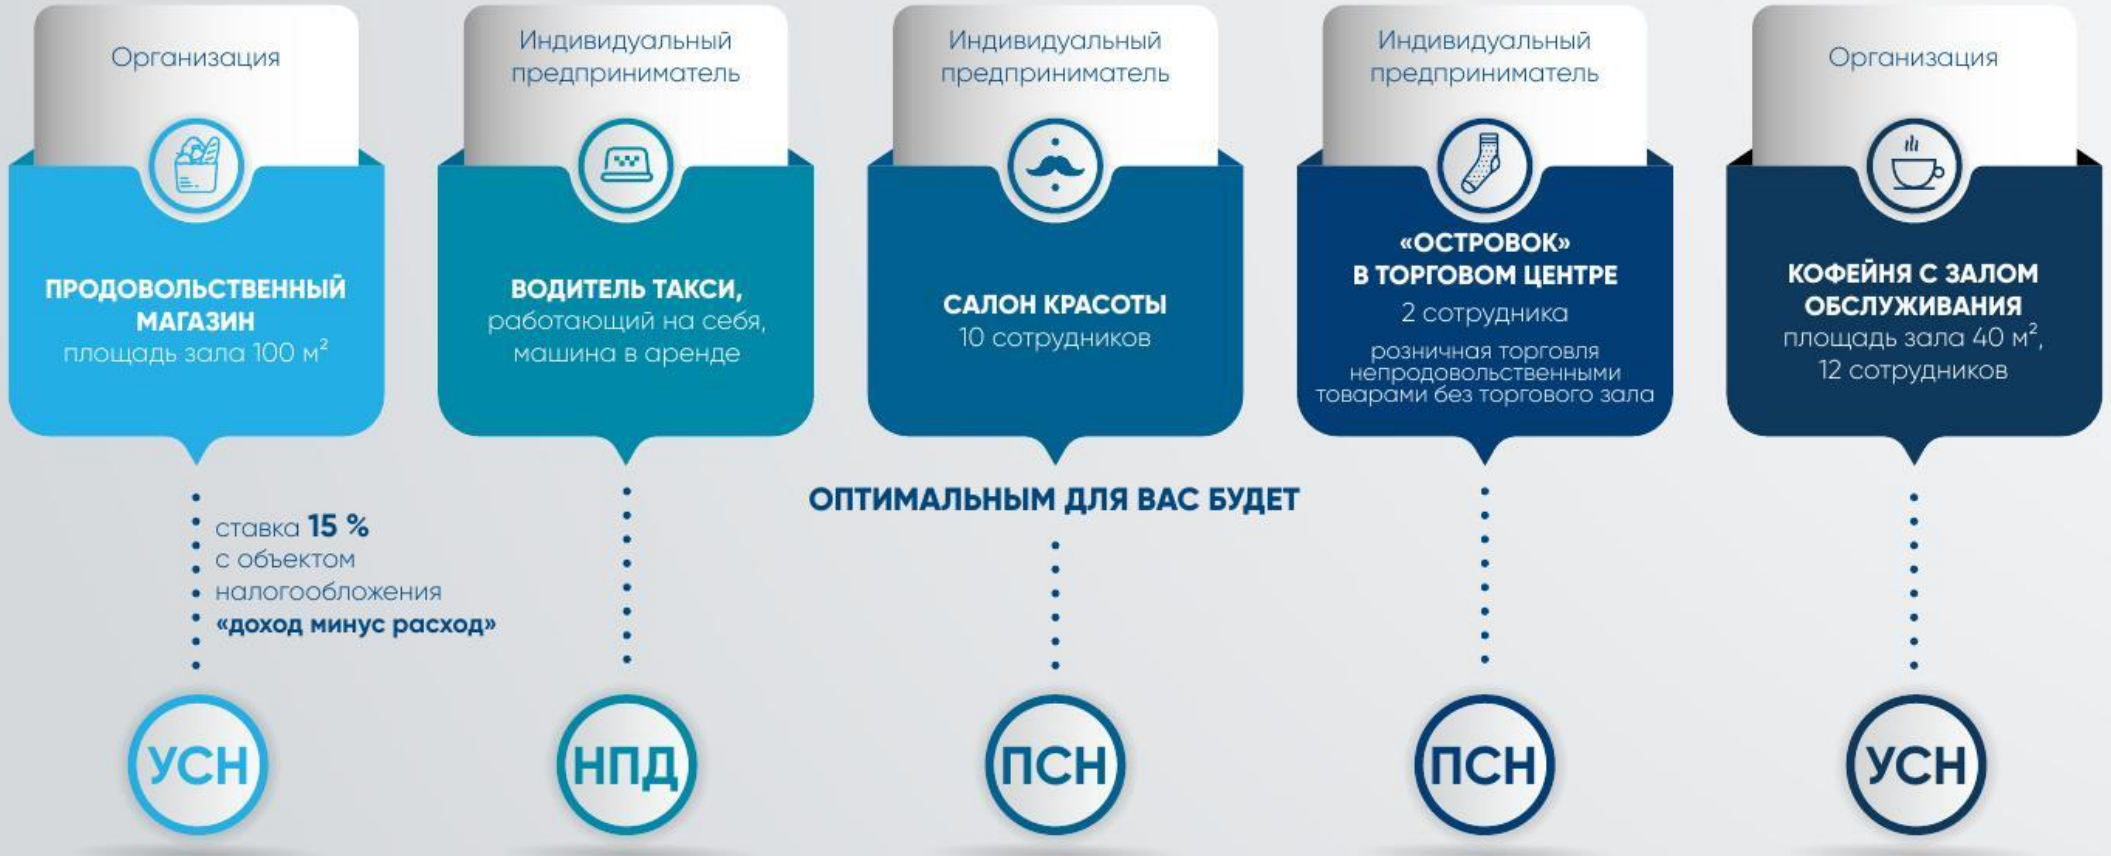 Организация
ПРОДОВОЛЬСТВЕННЫЙ
МАГАЗИН
площадь зала 100 м²
ставка 15 %
с объектом
налогообложения
«доход минус расход»
УСН
Индивидуальный
предприниматель
ВОДИТЕЛЬ ТАКСИ,
работающий на себя,
машина в аренде
НПД
Индивидуальный
предприниматель
САЛОН КРАСОТЫ
10 сотрудников
ОПТИМАЛЬНЫМ ДЛЯ ВАС БУДЕТ
ПСН
Индивидуальный
предприниматель
«ОСТРОВОК»
В ТОРГОВОМ ЦЕНТРЕ
2 сотрудника
розничная торговля
непродовольственными
товарами без торгового зала
ПСН
Организация
КОФЕЙНЯ С ЗАЛОМ
ОБСЛУЖИВАНИЯ
площадь зала 40 м²,
12 сотрудников
УСН